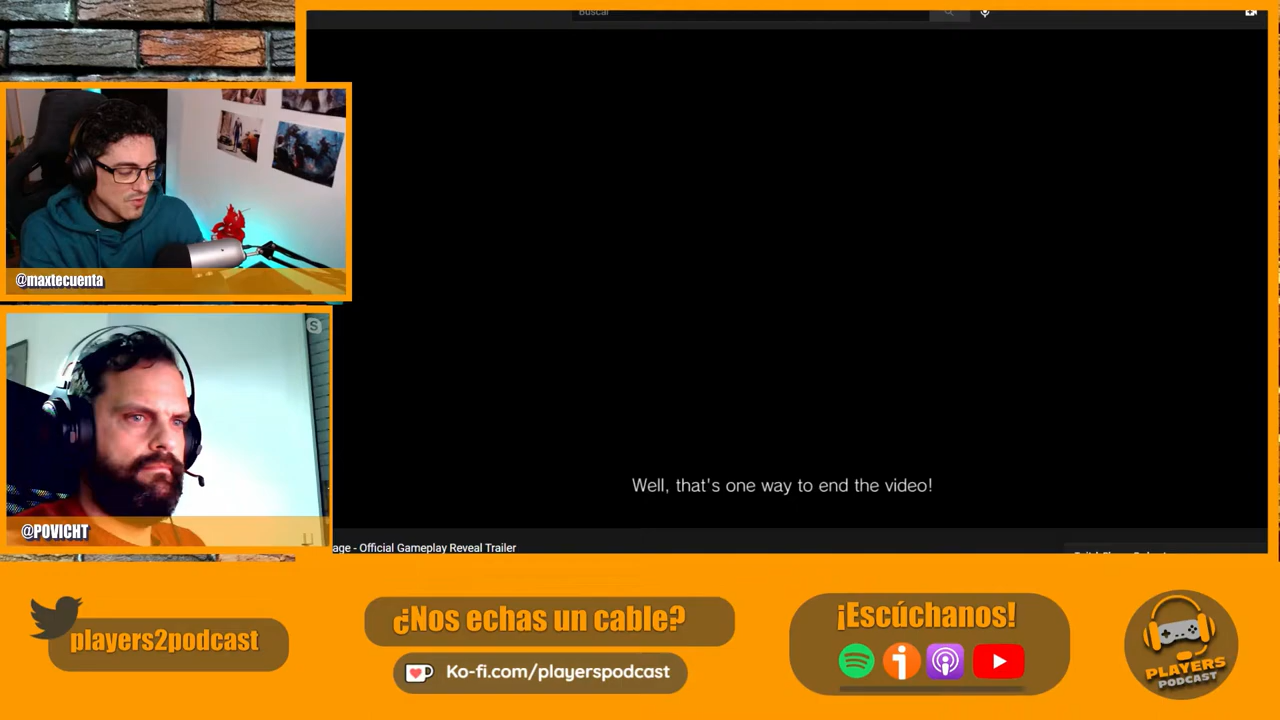 Buscar
@maxtecuenta
S
@POVICHT
Well, that's one way to end the video!
age - Official Gameplay Reveal Trailer
players2podcast
¿Nos echas un cable?
Ko-fi.com/playerspodcast
¡Escúchanos!
PLAYERS
PODCAST